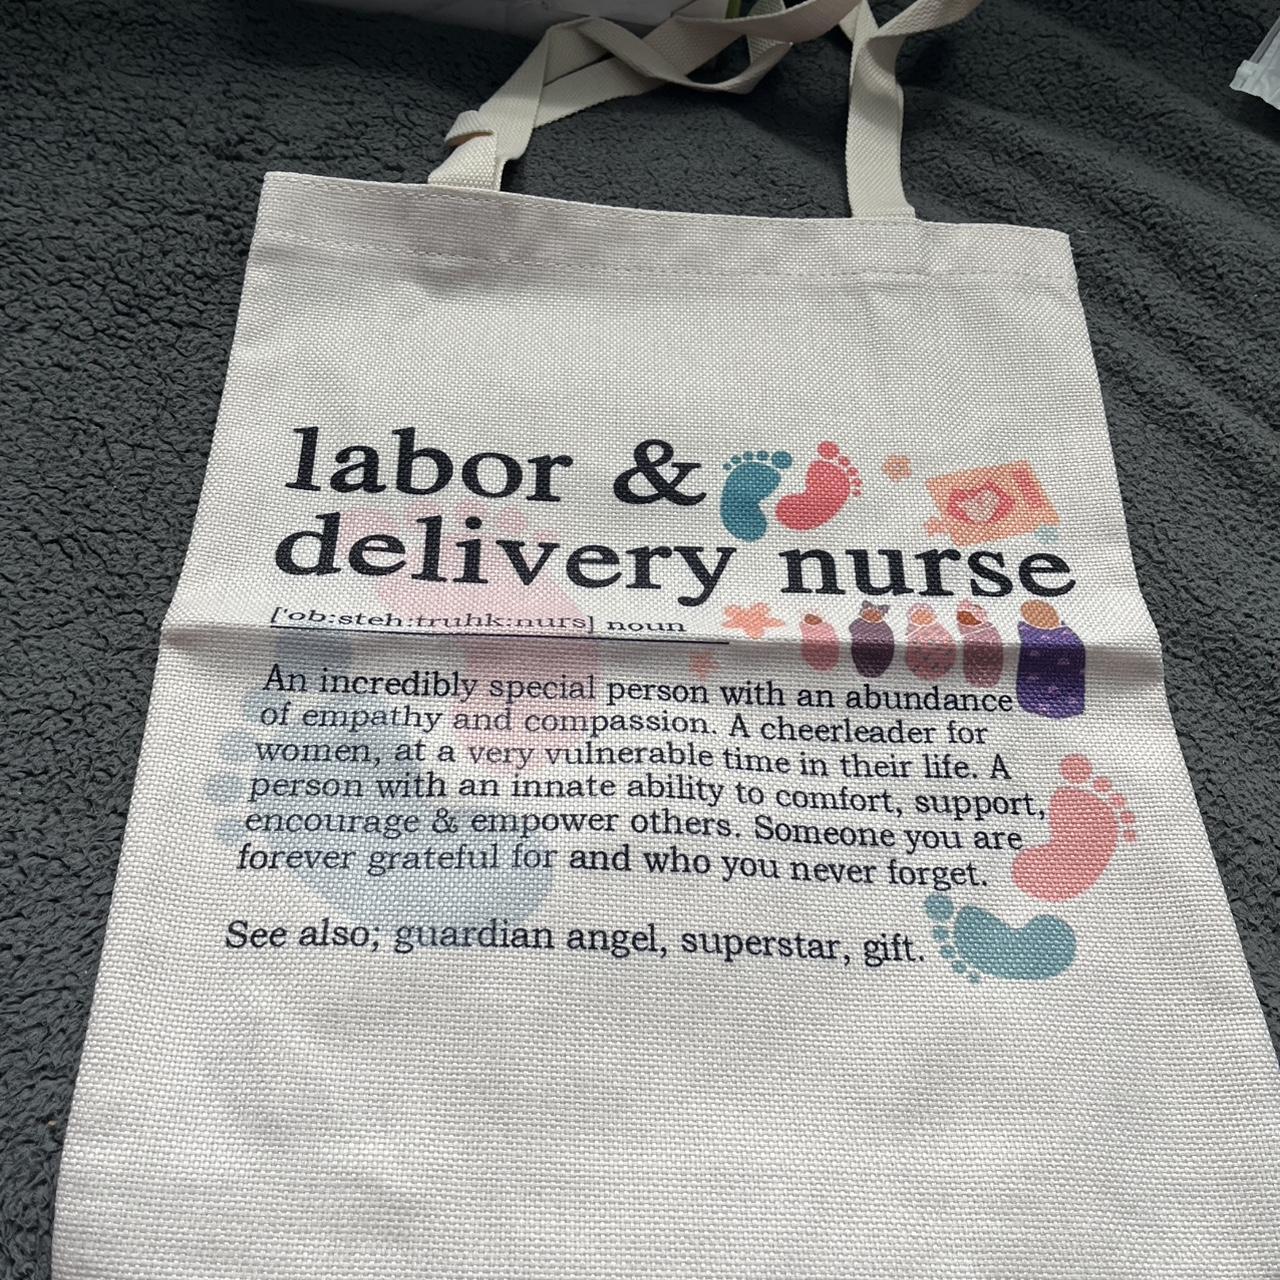 labor &
delivery nurse
['ob:steh:truhk:nurs] noun
An incredibly special person with an abundance
of empathy and compassion. A cheerleader for
women, at a very vulnerable time in their life. A
person with an innate ability to comfort, support,
encourage & empower others. Someone you are
forever grateful for and who you never forget.
See also; guardian angel, superstar, gift.